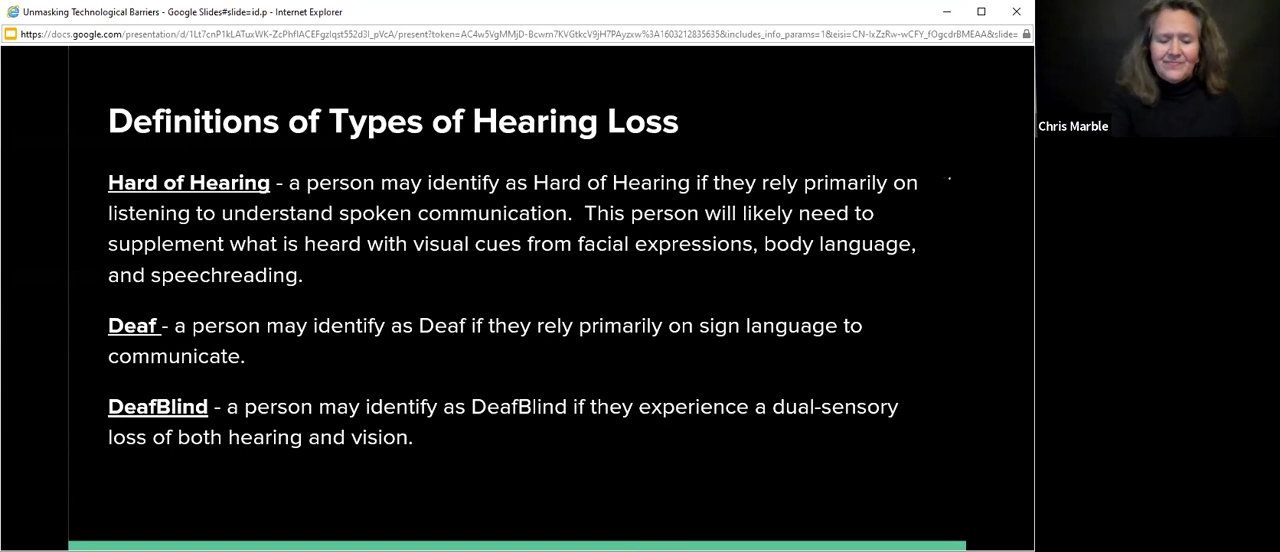 Unmasking Technological Barriers - Google Slides#slide=id.p - Internet Explorer
Chris Marble
Definitions of Types of Hearing Loss
Hard of Hearing - a person may identify as Hard of Hearing if they rely primarily on
listening to understand spoken communication.  This person will likely need to
supplement what is heard with visual cues from facial expressions, body language,
and speechreading.
Deaf - a person may identify as Deaf if they rely primarily on sign language to
communicate.
DeafBlind - a person may identify as DeafBlind if they experience a dual-sensory
loss of both hearing and vision.